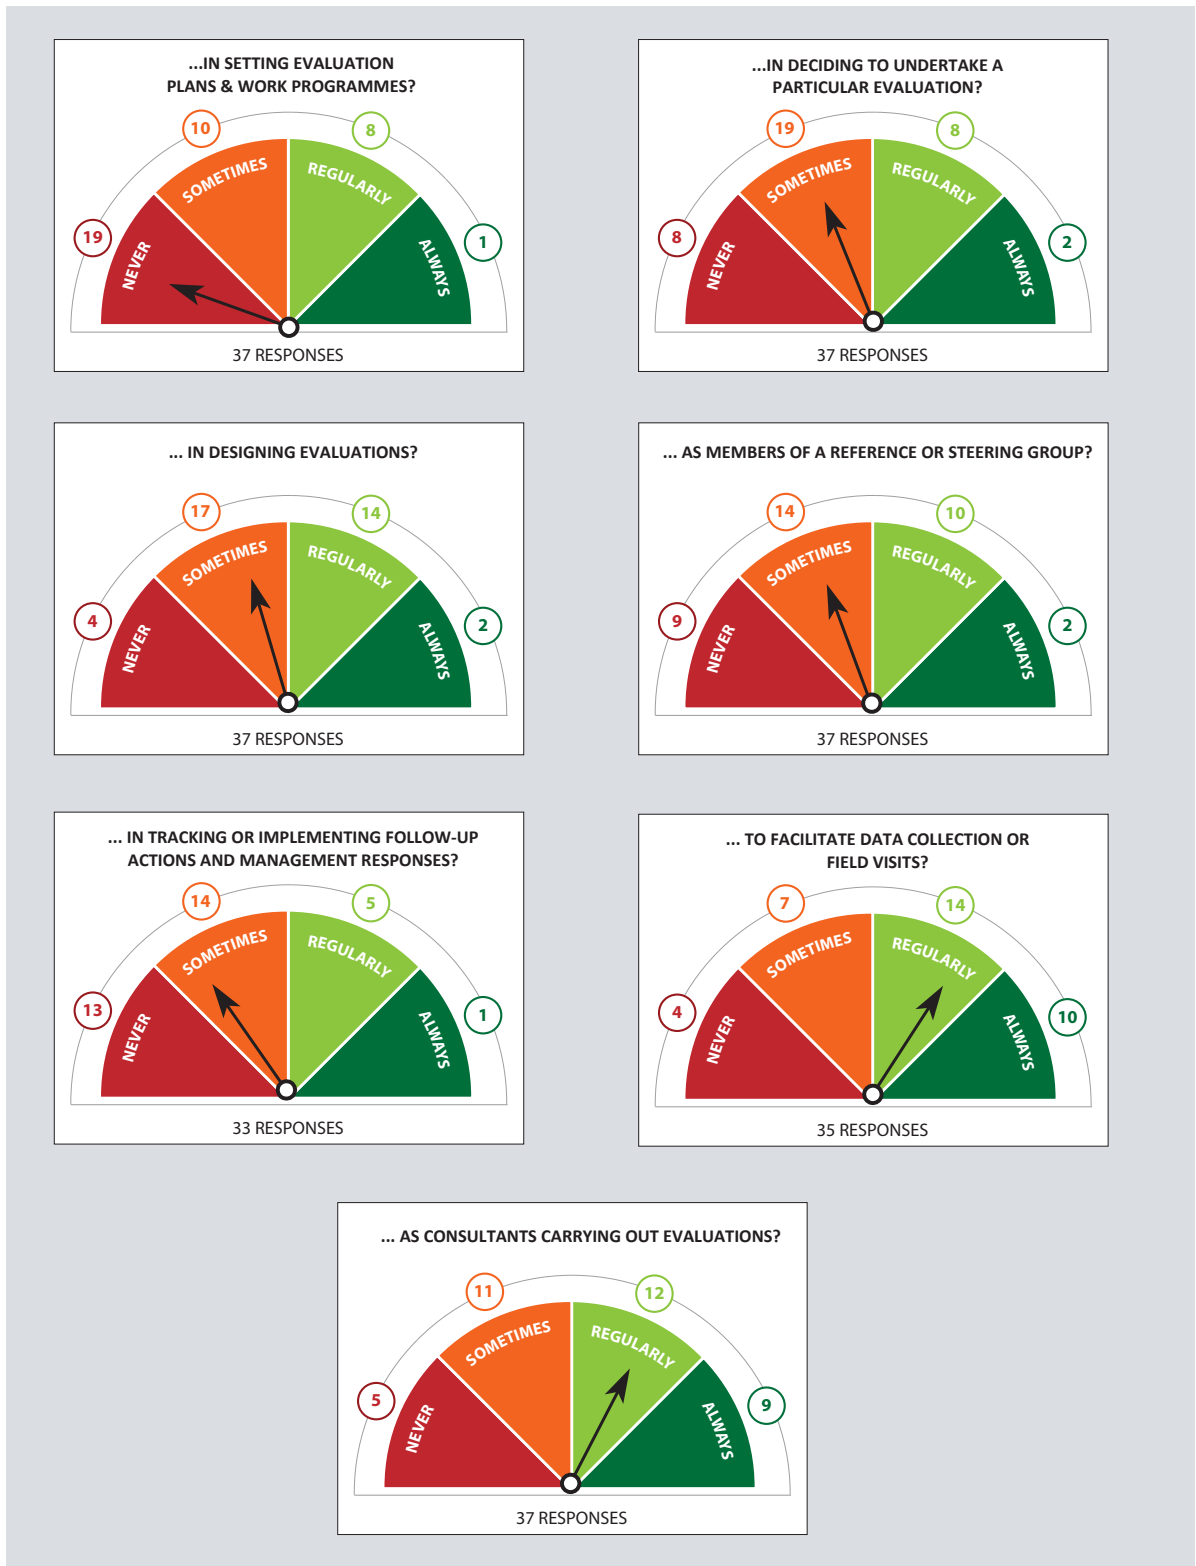 ...IN SETTING EVALUATION
PLANS & WORK PROGRAMMES?
10
8
SOMETIMES
REGULARLY
19
1
NEVER
ALWAYS
37 RESPONSES
...IN DECIDING TO UNDERTAKE A
PARTICULAR EVALUATION?
19
8
SOMETIMES
REGULARLY
8
2
NEVER
ALWAYS
37 RESPONSES
... IN DESIGNING EVALUATIONS?
17
14
SOMETIMES
REGULARLY
4
2
NEVER
ALWAYS
37 RESPONSES
... AS MEMBERS OF A REFERENCE OR STEERING GROUP?
14
10
SOMETIMES
REGULARLY
9
2
NEVER
ALWAYS
37 RESPONSES
... IN TRACKING OR IMPLEMENTING FOLLOW-UP
ACTIONS AND MANAGEMENT RESPONSES?
14
5
SOMETIMES
REGULARLY
13
1
NEVER
ALWAYS
33 RESPONSES
... TO FACILITATE DATA COLLECTION OR
FIELD VISITS?
7
14
SOMETIMES
REGULARLY
4
10
NEVER
ALWAYS
35 RESPONSES
... AS CONSULTANTS CARRYING OUT EVALUATIONS?
11
12
SOMETIMES
REGULARLY
5
9
NEVER
ALWAYS
37 RESPONSES